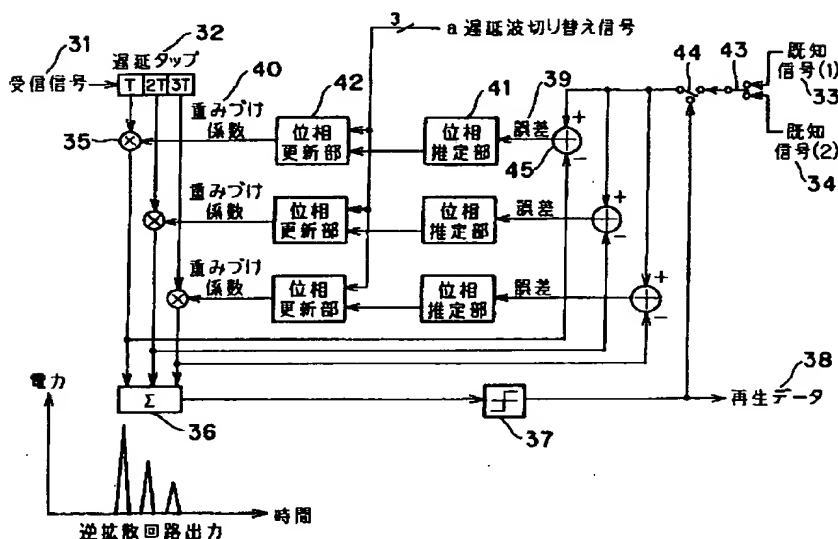 31
受信信号
32
遅延タップ
T 2T 3T
3
a 遅延波切り替え信号
44
43
既知
信号(1)
33
既知
信号(2)
34
35
40
重みづけ
係数
42
位相
更新部
41
位相
推定部
39
誤差
+
−
45
重みづけ
係数
位相
更新部
位相
推定部
誤差
+
−
重みづけ
係数
位相
更新部
位相
推定部
誤差
+
−
電力
Σ
36
37
38
再生データ
時間
逆拡散回路出力